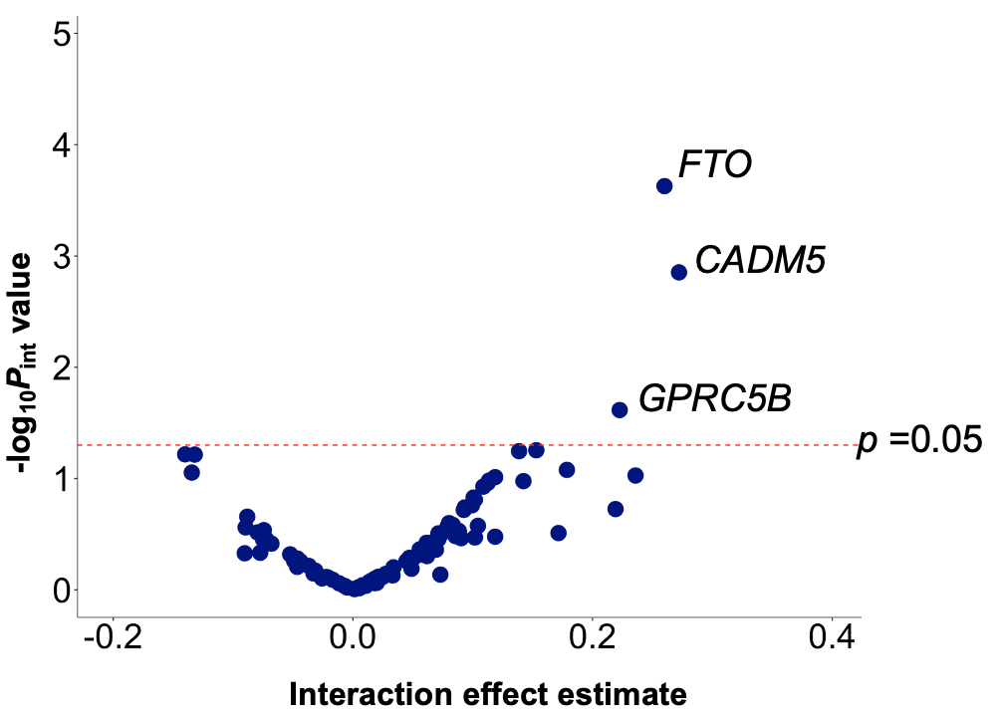 5
4
FTO
3
CADM5
2
GPRC5B
p =0.05
1
0
-log10Pint value
-0.2 0.0 0.2 0.4
Interaction effect estimate